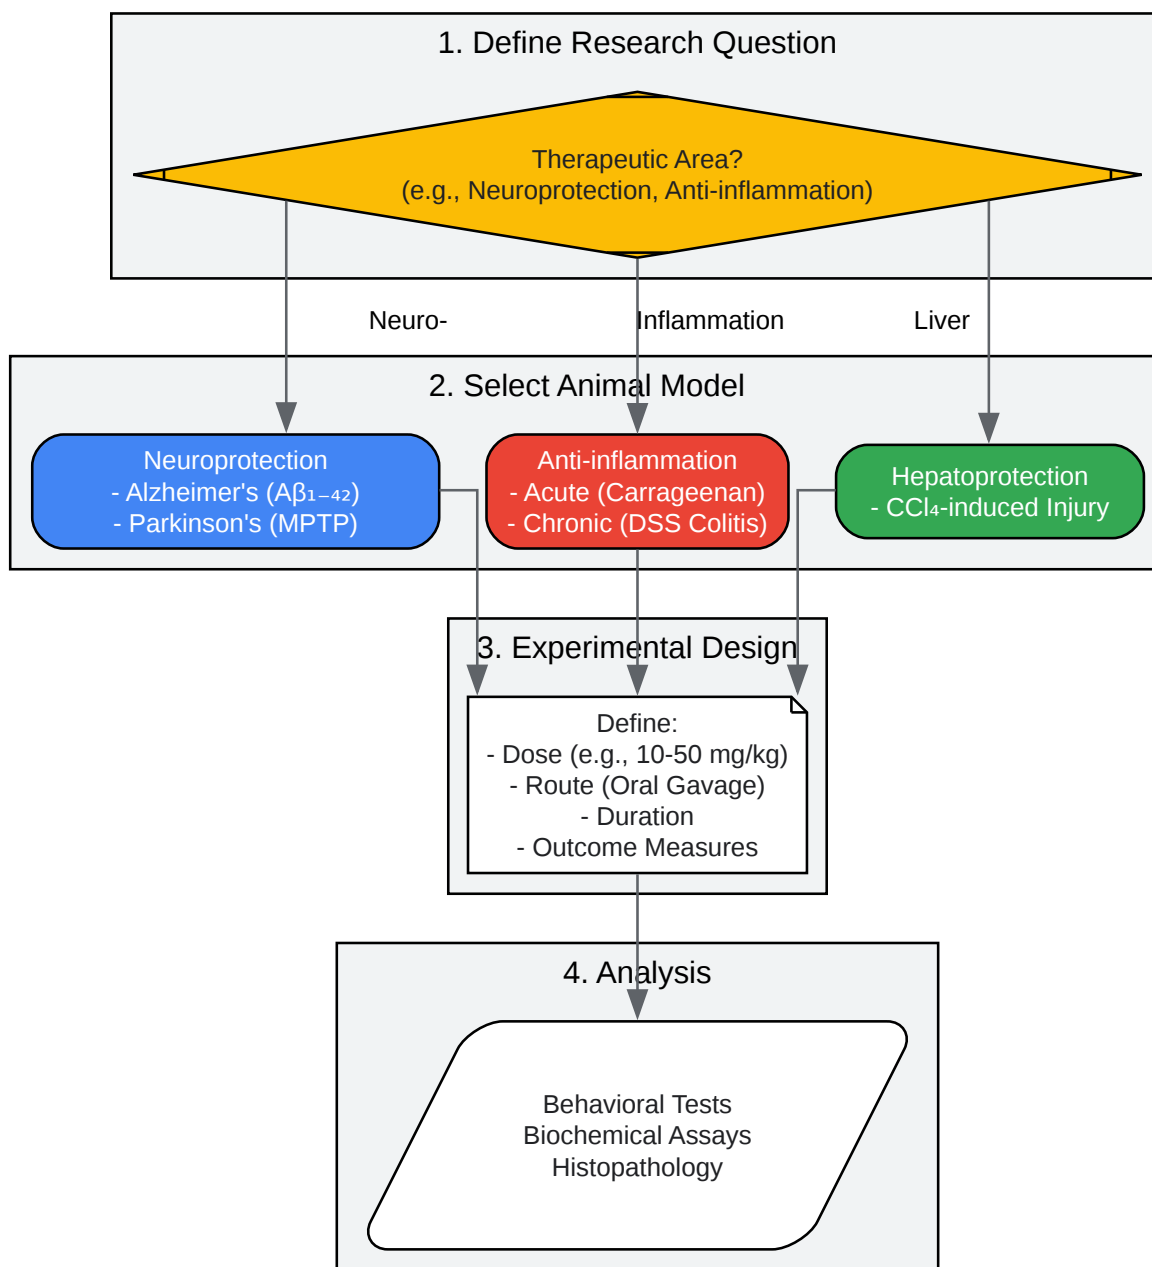 1. Define Research Question
Therapeutic Area?
(e.g., Neuroprotection, Anti-inflammation)
Neuro-
Inflammation
Liver
2. Select Animal Model
Neuroprotection
- Alzheimer's (Aβ₁₋₄₂)
- Parkinson's (MPTP)
Anti-inflammation
- Acute (Carrageenan)
- Chronic (DSS Colitis)
Hepatoprotection
- CCl₄-induced Injury
3. Experimental Design
Define:
- Dose (e.g., 10-50 mg/kg)
- Route (Oral Gavage)
- Duration
- Outcome Measures
4. Analysis
Behavioral Tests
Biochemical Assays
Histopathology